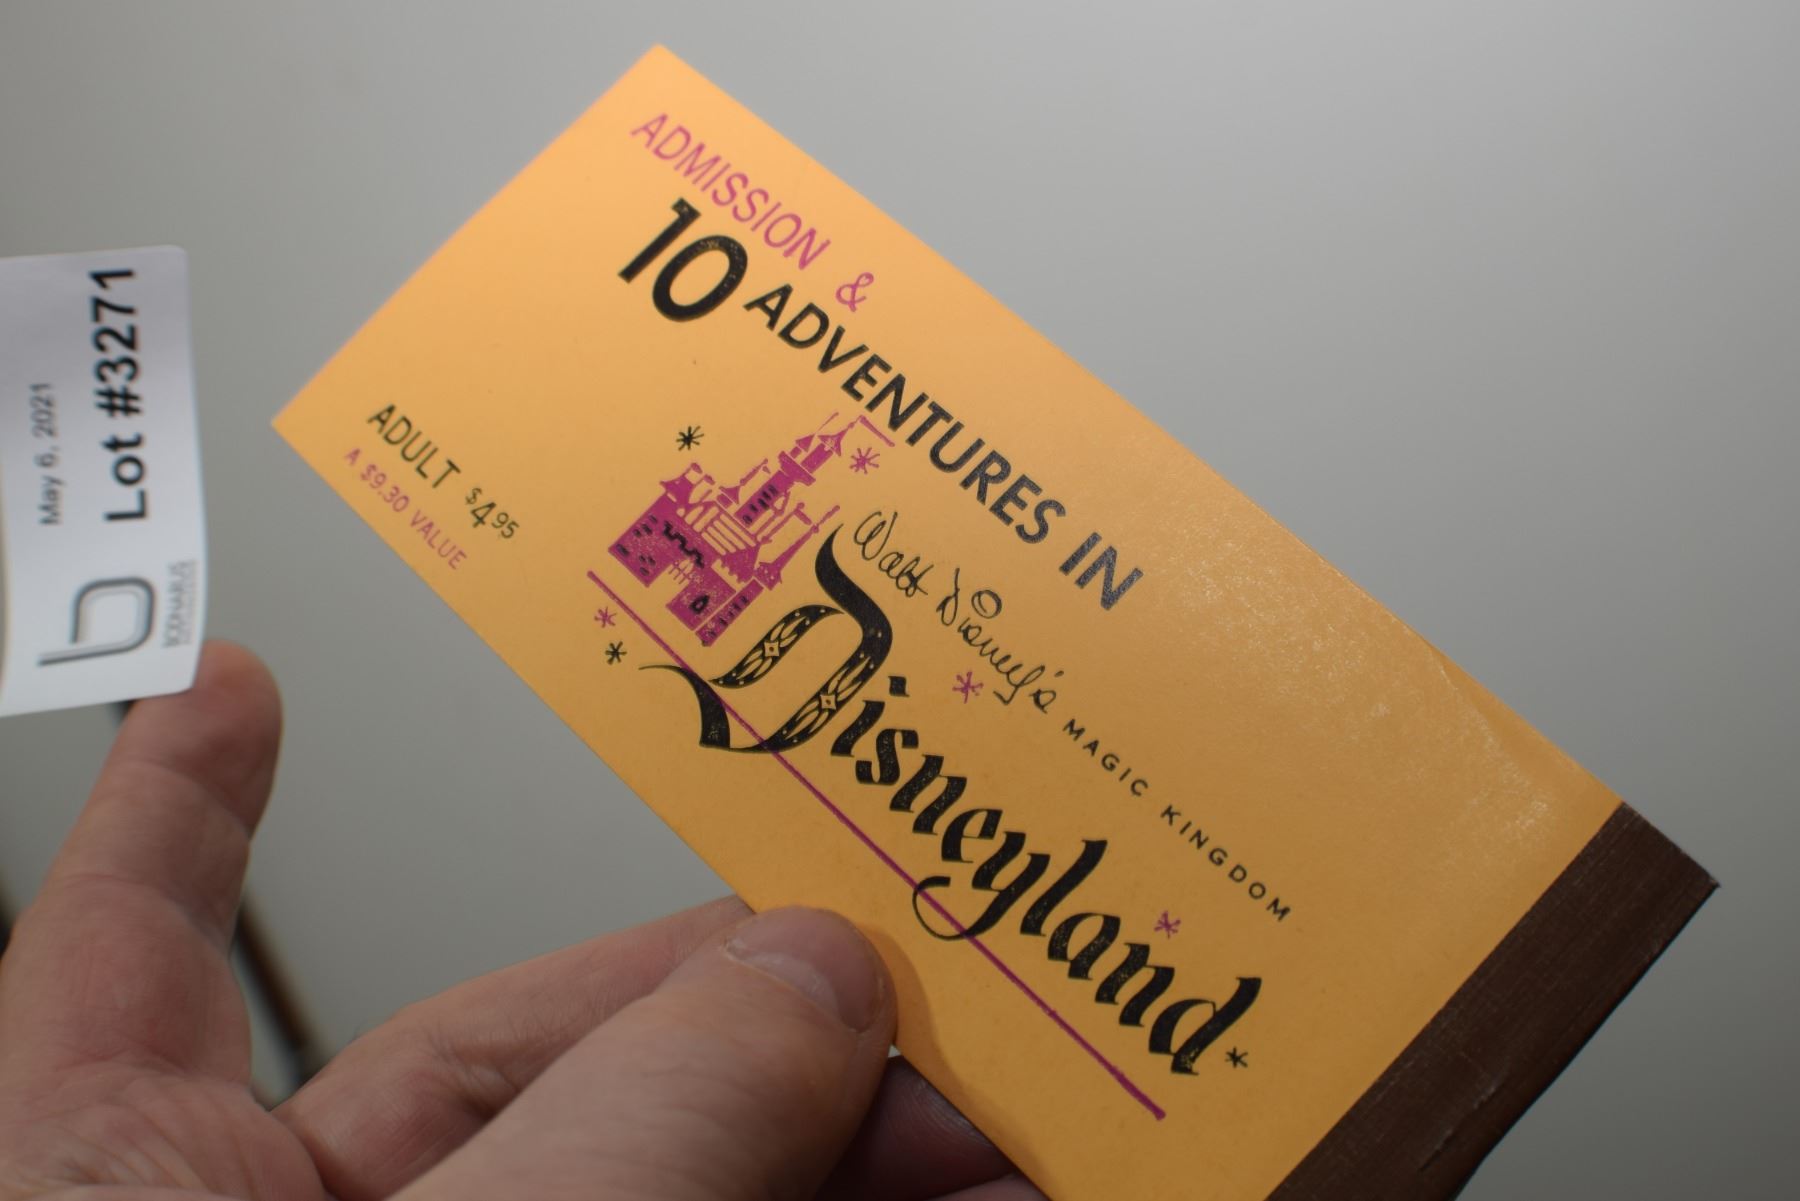 May 6, 2021
Lot #3271
BODNARUS
ADMISSION &
10 ADVENTURES IN
Walt Disney's MAGIC KINGDOM
Disneyland
ADULT $4.95
A $9.30 VALUE